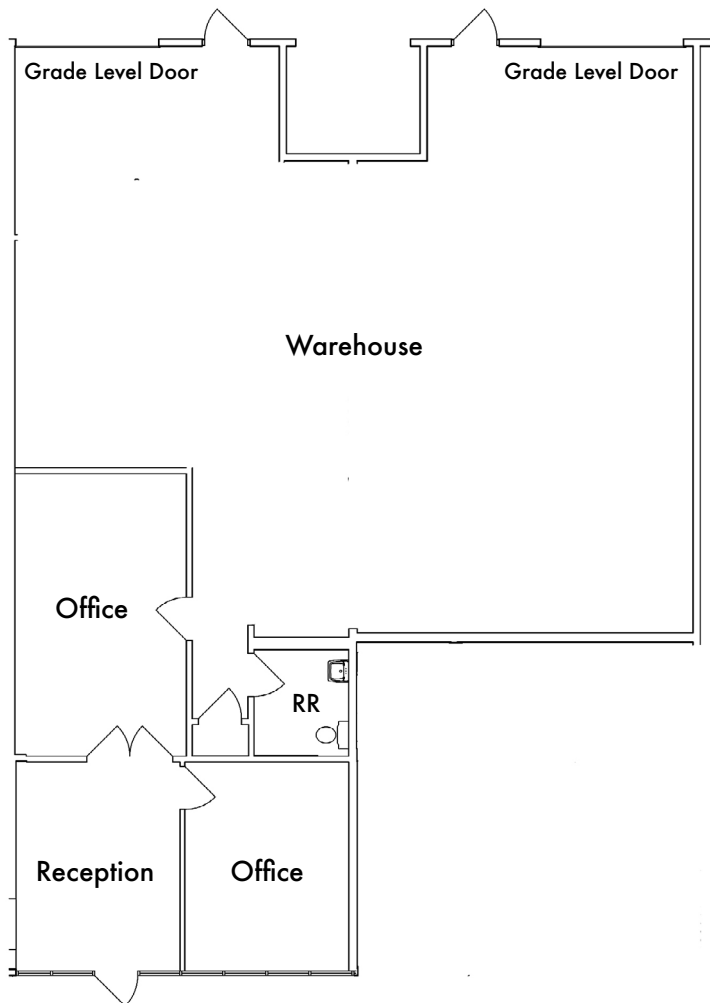 Grade Level Door
Grade Level Door
Warehouse
Office
RR
Reception
Office